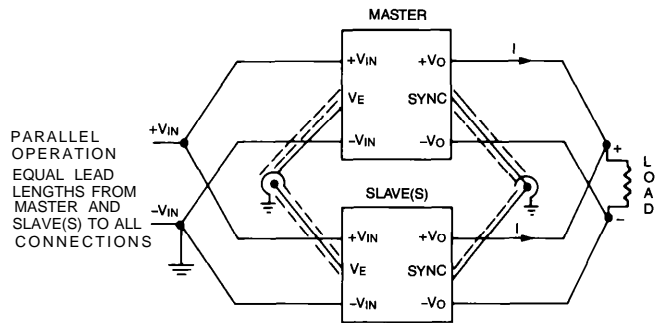 MASTER
+VIN
+VO
I
VE
SYNC
-VIN
-VO
PARALLEL
OPERATION
EQUAL LEAD
LENGTHS FROM
MASTER AND
SLAVE(S) TO ALL
CONNECTIONS
+VIN
-VIN
+
-
LOAD
SLAVE(S)
+VIN
+VO
I
VE
SYNC
-VIN
-VO